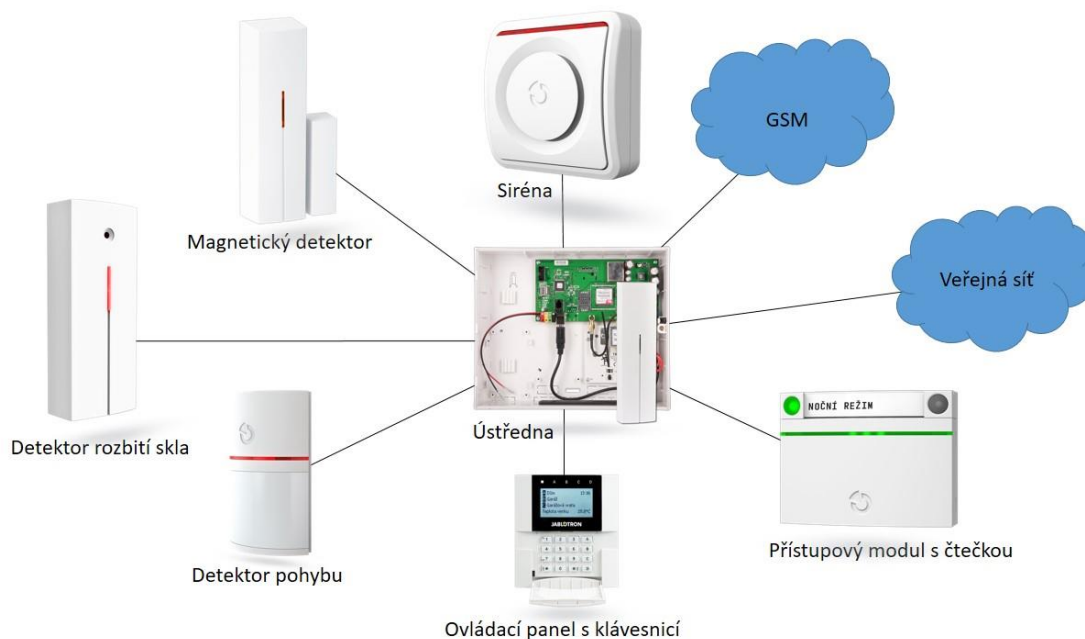 GSM
Siréna
Magnetický detektor
Veřejná síť
NOČNÍ REŽIM
Ústředna
Detektor rozbití skla
JABLOTRON
Přístupový modul s čtečkou
Detektor pohybu
Ovládací panel s klávesnicí